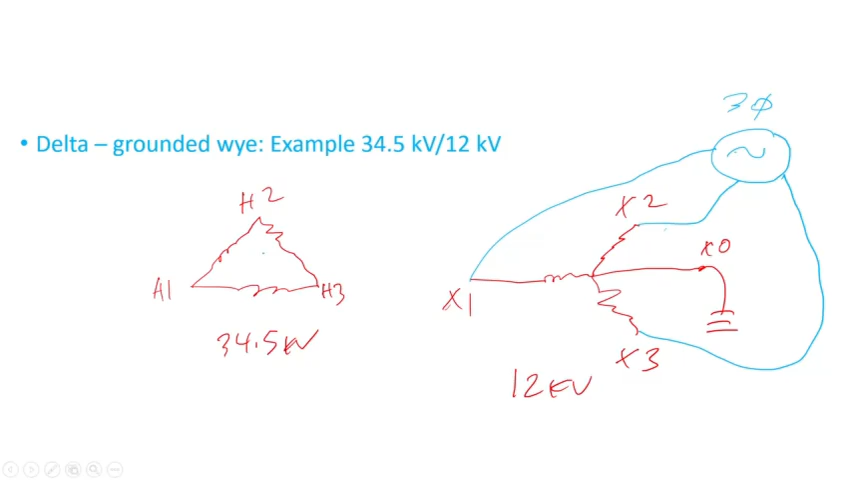 3Φ
• Delta – grounded wye: Example 34.5 kV/12 kV
H2
X2
X0
H1
H3
X1
34.5kV
X3
12KV